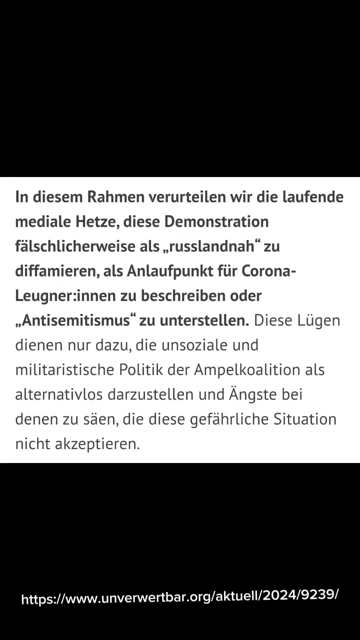 In diesem Rahmen verurteilen wir die laufende
mediale Hetze, diese Demonstration
fälschlicherweise als „russlandnah“ zu
diffamieren, als Anlaufpunkt für Corona-
Leugner:innen zu beschreiben oder
„Antisemitismus“ zu unterstellen. Diese Lügen
dienen nur dazu, die unsoziale und
militaristische Politik der Ampelkoalition als
alternativlos darzustellen und Ängste bei
denen zu säen, die diese gefährliche Situation
nicht akzeptieren.
https://www.unverwertbar.org/aktuell/2024/9239/